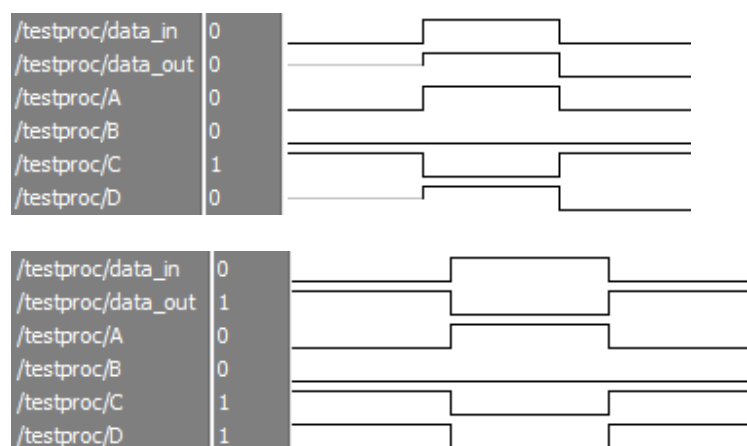 /testproc/data_in 0
/testproc/data_out 0
/testproc/A 0
/testproc/B 0
/testproc/C 1
/testproc/D 0
/testproc/data_in 0
/testproc/data_out 1
/testproc/A 0
/testproc/B 0
/testproc/C 1
/testproc/D 1